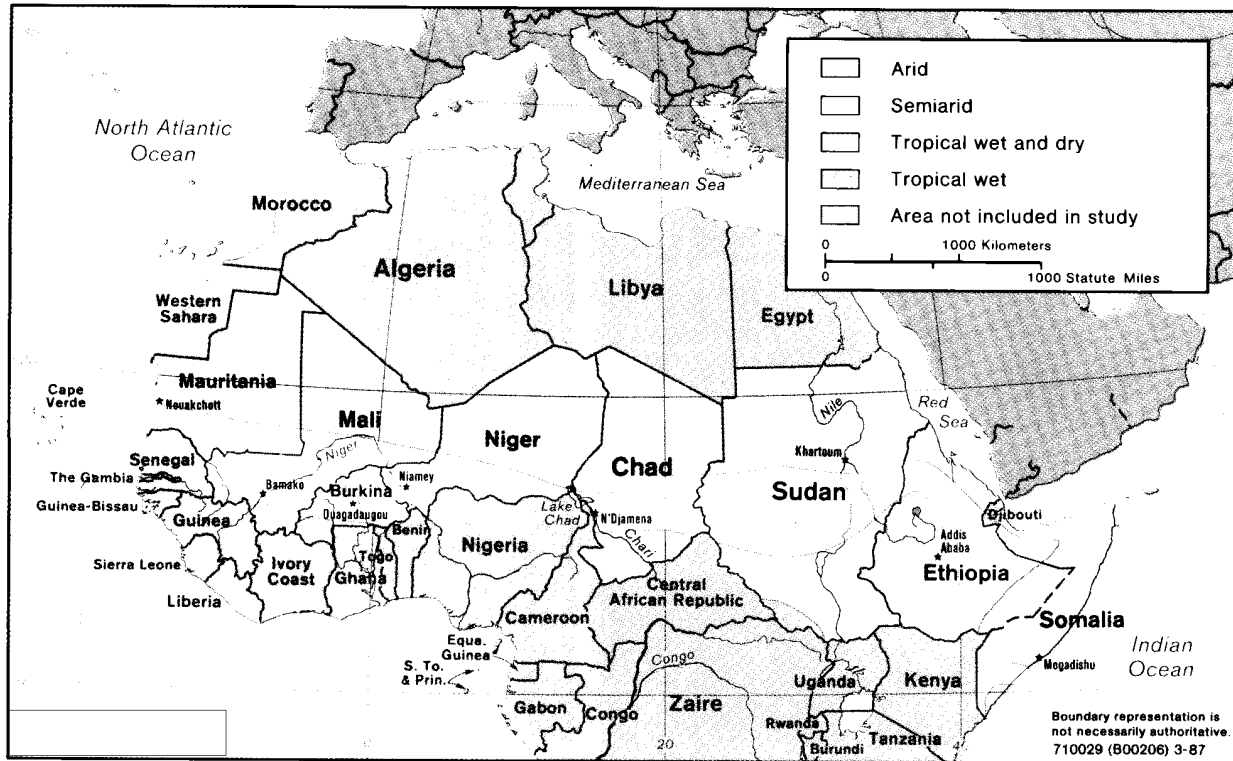 Arid
Semiarid
Tropical wet and dry
Tropical wet
Area not included in study
0
1000 Kilometers
0
1000 Statute Miles
North Atlantic
Ocean
Mediterranean Sea
Morocco
Algeria
Libya
Egypt
Western
Sahara
Cape
Verde
Mauritania
Nouakchott
Mali
Niger
Niger
Chad
Nile
Red
Sea
Khartoum
Sudan
Senegal
The Gambia
Guinea-Bissau
Bamako
Niamey
Burkina
Ouagadaugou
Lake
Chad
N'Djamena
Chari
Djibouti
Addis
Ababa
Ethiopia
Guinea
Sierra Leone
Liberia
Ivory
Coast
Ghana
Togo
Benin
Nigeria
Cameroon
Central
African Republic
Somalia
Mogadishu
Indian
Ocean
Equa.
Guinea
S. To.
& Prin.
Gabon
Congo
Congo
Zaire
Uganda
Kenya
Rwanda
Burundi
Tanzania
20
4
Boundary representation is
not necessarily authoritative.
710029 (B00206) 3-87